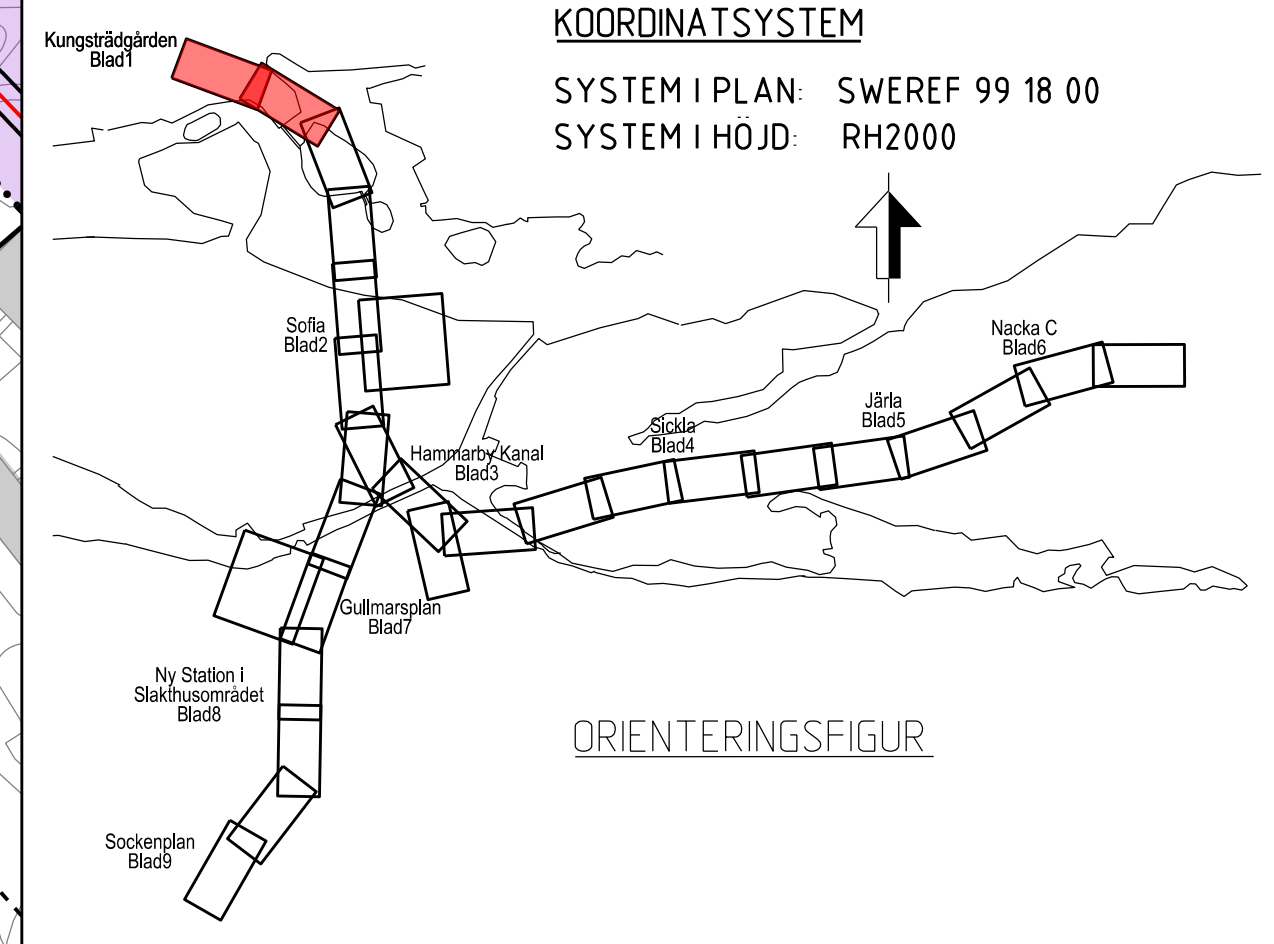 KOORDINATSYSTEM
SYSTEM I PLAN: SWEREF 99 18 00
SYSTEM I HÖJD: RH2000
Kungsträdgården
Blad1
Sofia
Blad2
Hammarby Kanal
Blad3
Sickla
Blad4
Järla
Blad5
Nacka C
Blad6
Gullmarsplan
Blad7
Ny Station i
Slakthusområdet
Blad8
Sockenplan
Blad9
ORIENTERINGSFIGUR